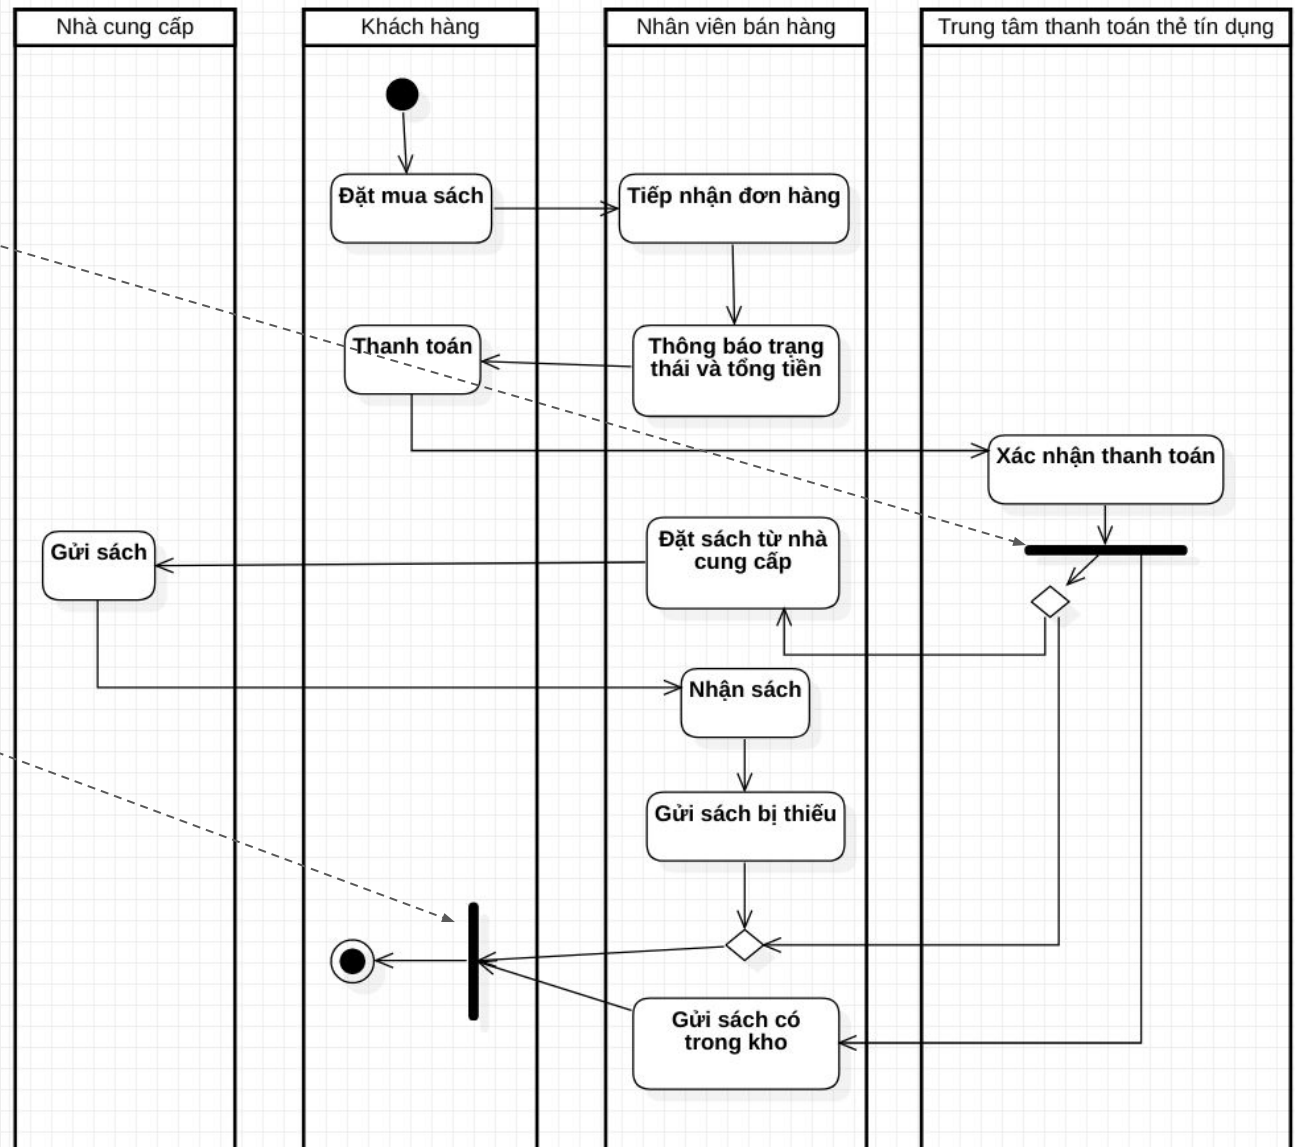 Nhà cung cấp
Khách hàng
Nhân viên bán hàng
Trung tâm thanh toán thẻ tín dụng
Đặt mua sách
Tiếp nhận đơn hàng
Thanh toán
Thông báo trạng
thái và tổng tiền
Xác nhận thanh toán
Gửi sách
Đặt sách từ nhà
cung cấp
Nhận sách
Gửi sách bị thiếu
Gửi sách có
trong kho